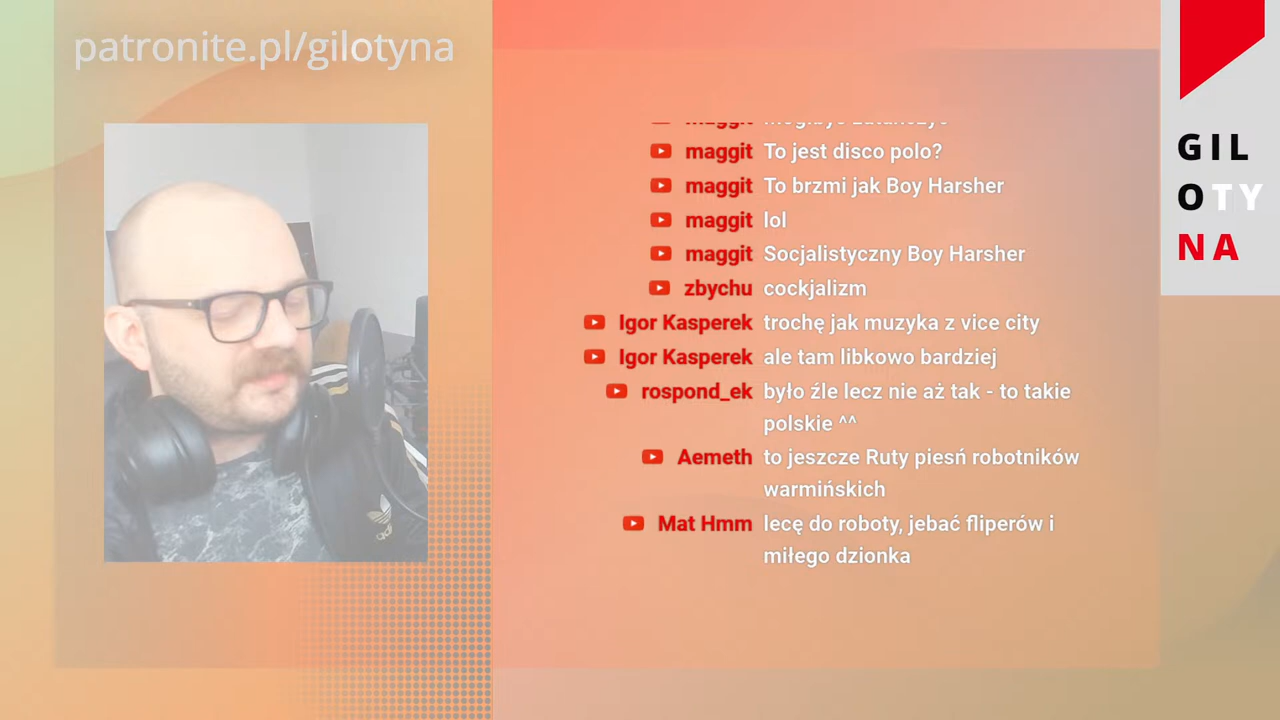 patronite.pl/gilotyna
maggit
maggit To jest disco polo?
maggit To brzmi jak Boy Harsher
maggit lol
maggit Socjalistyczny Boy Harsher
zbychu cockjalizm
Igor Kasperek trochę jak muzyka z vice city
Igor Kasperek ale tam libkowo bardziej
rospond_ek było źle lecz nie aż tak - to takie
polskie ^^
Aemeth to jeszcze Ruty piesń robotników
warmińskich
Mat Hmm lecę do roboty, jebać fliperów i
miłego dzionka
GIL
OTY
NA